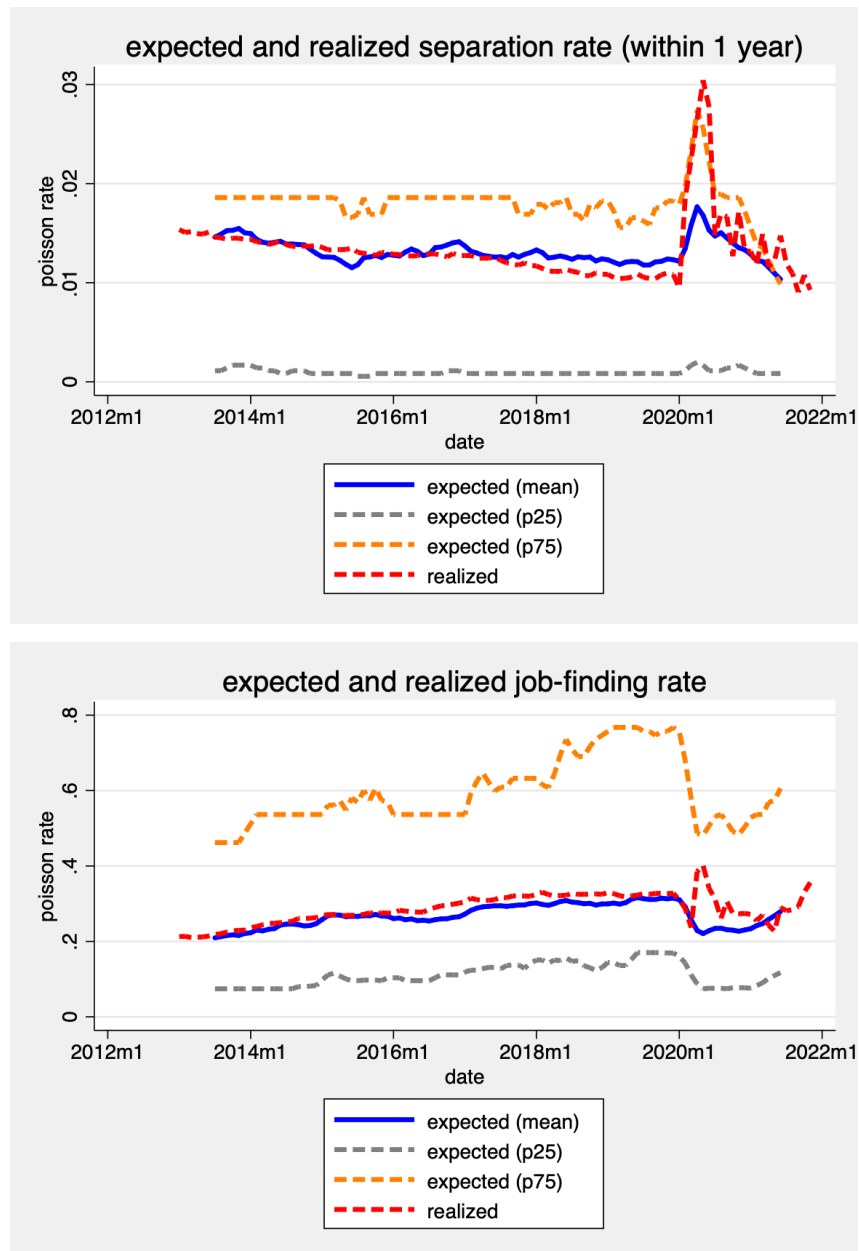 expected and realized separation rate (within 1 year)
poisson rate
.03
.02
.01
0
2012m1 2014m1 2016m1 2018m1 2020m1 2022m1
date
expected (mean)
expected (p25)
expected (p75)
realized
expected and realized job-finding rate
poisson rate
.8
.6
.4
.2
0
2012m1 2014m1 2016m1 2018m1 2020m1 2022m1
date
expected (mean)
expected (p25)
expected (p75)
realized